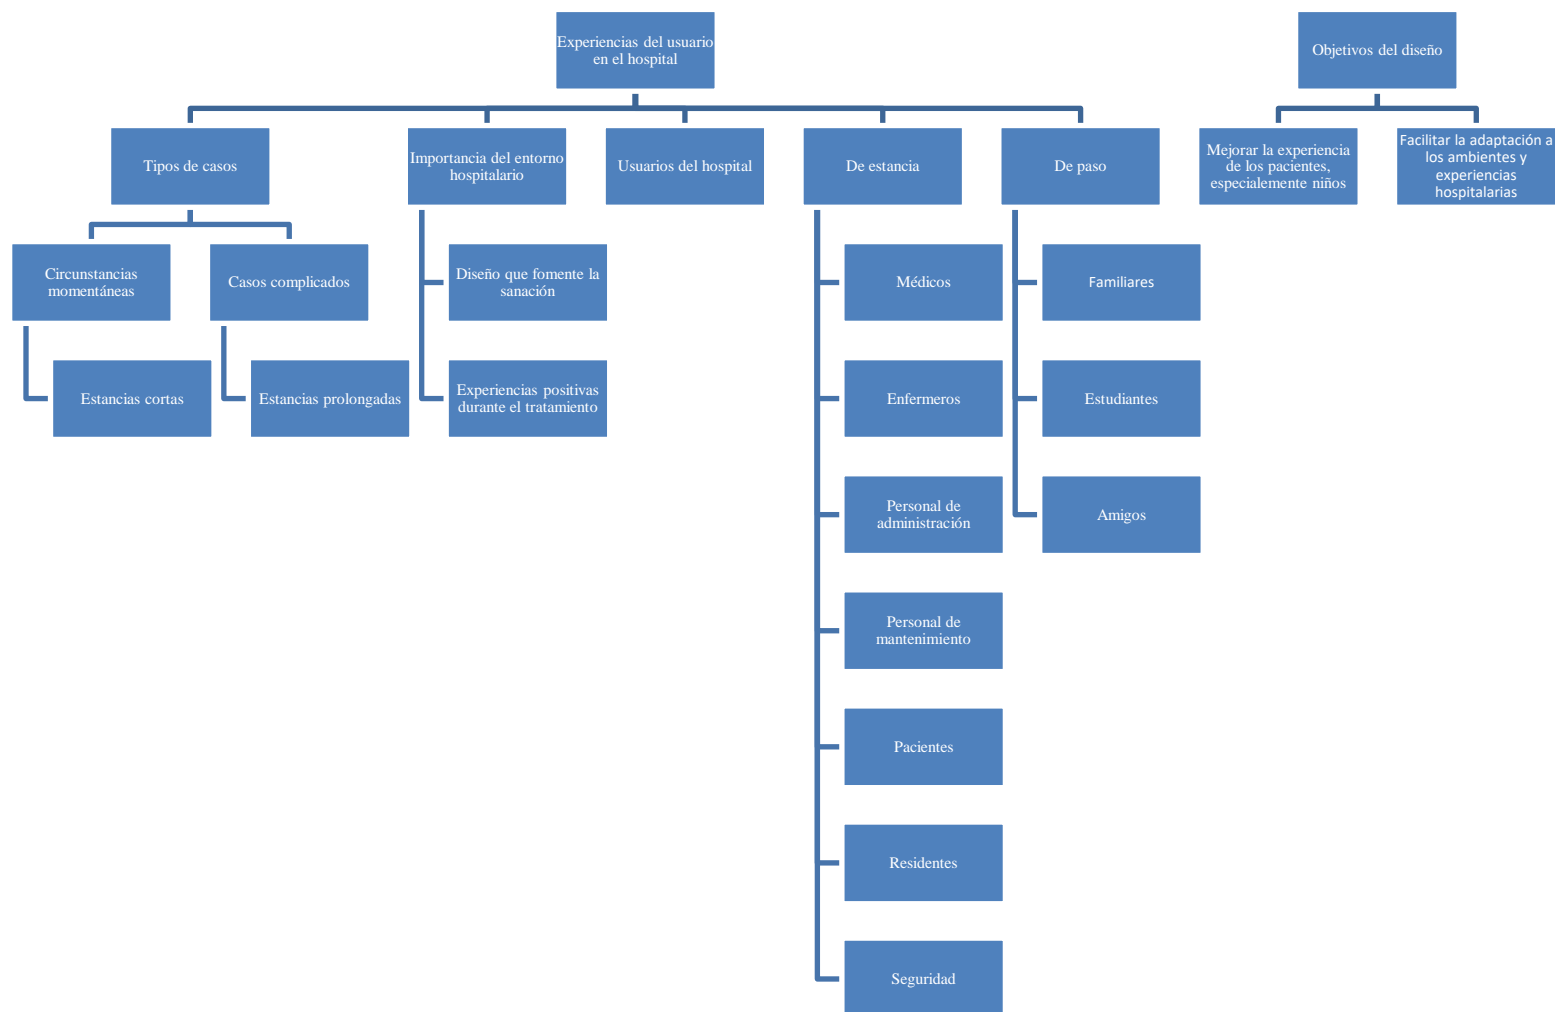 Experiencias del usuario
en el hospital
Objetivos del diseño
Tipos de casos
Importancia del entorno
hospitalario
Usuarios del hospital
De estancia
De paso
Mejorar la experiencia
de los pacientes,
especialmente niños
Facilitar la adaptación a
los ambientes y
experiencias
hospitalarias
Circunstancias
momentáneas
Casos complicados
Diseño que fomente la
sanación
Médicos
Familiares
Estancias cortas
Estancias prolongadas
Experiencias positivas
durante el tratamiento
Enfermeros
Estudiantes
Personal de
administración
Amigos
Personal de
mantenimiento
Pacientes
Residentes
Seguridad